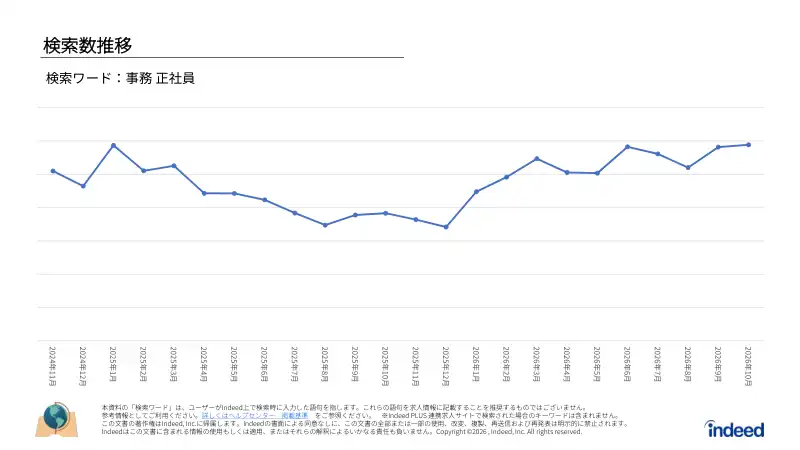 検索数推移
検索ワード：事務 正社員
2024年11月
2024年12月
2025年1月
2025年2月
2025年3月
2025年4月
2025年5月
2025年6月
2025年7月
2025年8月
2025年9月
2025年10月
2025年11月
2025年12月
2026年1月
2026年2月
2026年3月
2026年4月
2026年5月
2026年6月
2026年7月
2026年8月
2026年9月
2026年10月
本資料の「検索ワード」は、ユーザーがIndeed上で検索時に入力した語句を指します。これらの語句を求人情報に記載することを推奨するものではございません。
参考情報としてご利用ください。詳しくはヘルプセンター　掲載基準　をご参照ください。　※Indeed PLUS 連携求人サイトで検索された場合のキーワードは含まれません。
この文書の著作権はIndeed, Inc.に帰属します。Indeedの書面による同意なしに、この文書の全部または一部の使用、改変、複製、再送信および再発表は明示的に禁止されます。
Indeedはこの文書に含まれる情報の使用もしくは適用、またはそれらの解釈によるいかなる責任も負いません。Copyright ©2026 , Indeed, Inc. All rights reserved.
indeed